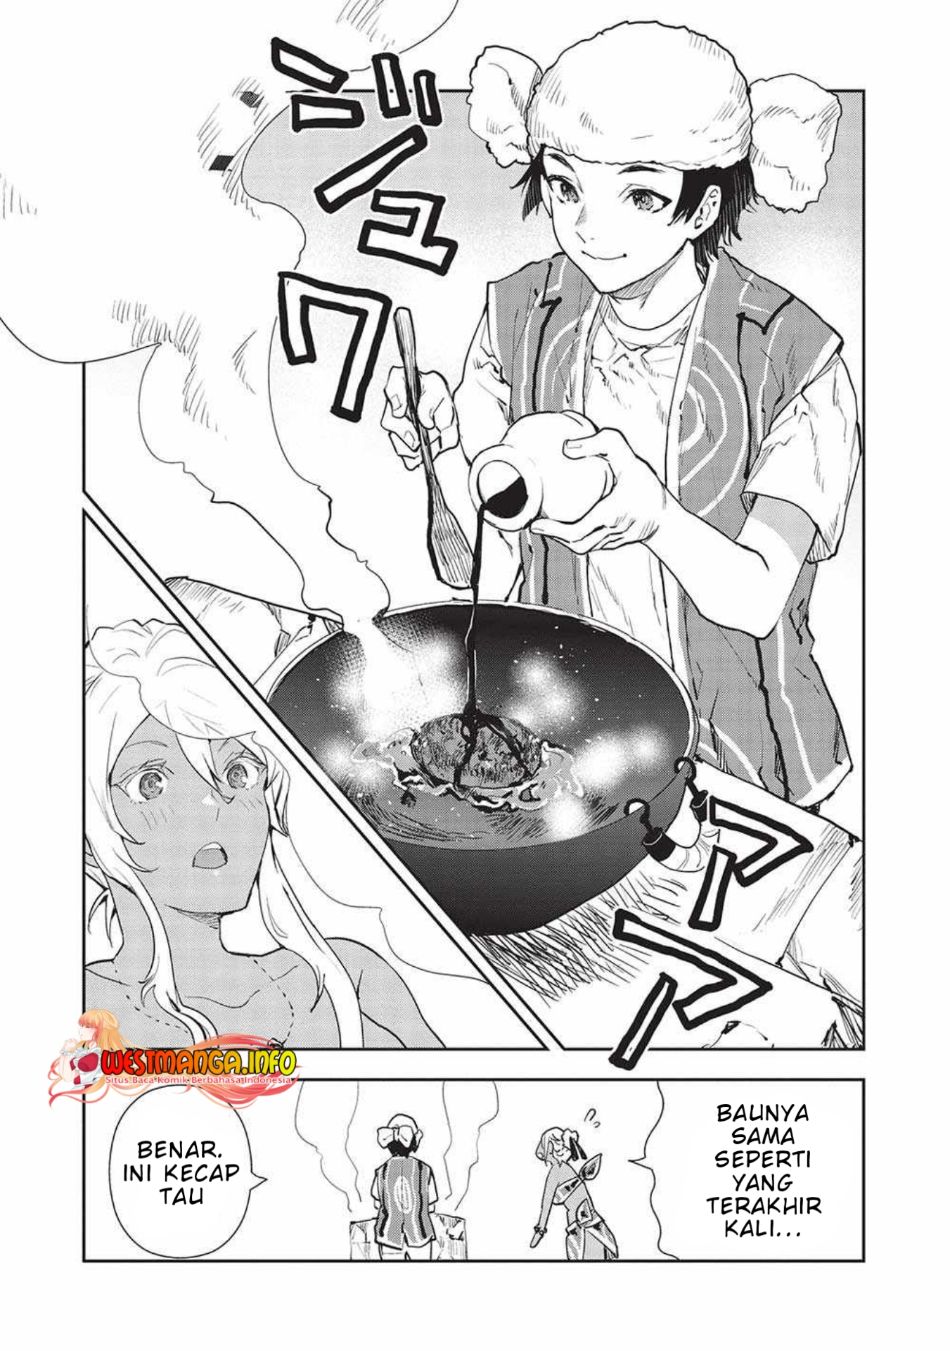 ジュワ
アアア
WESTMANGA.INFO
Situs Baca Komik Berbahasa Indonesia
BAUNYA
SAMA
SEPERTI
YANG
TERAKHIR
KALI...
BENAR.
INI KECAP
TAU